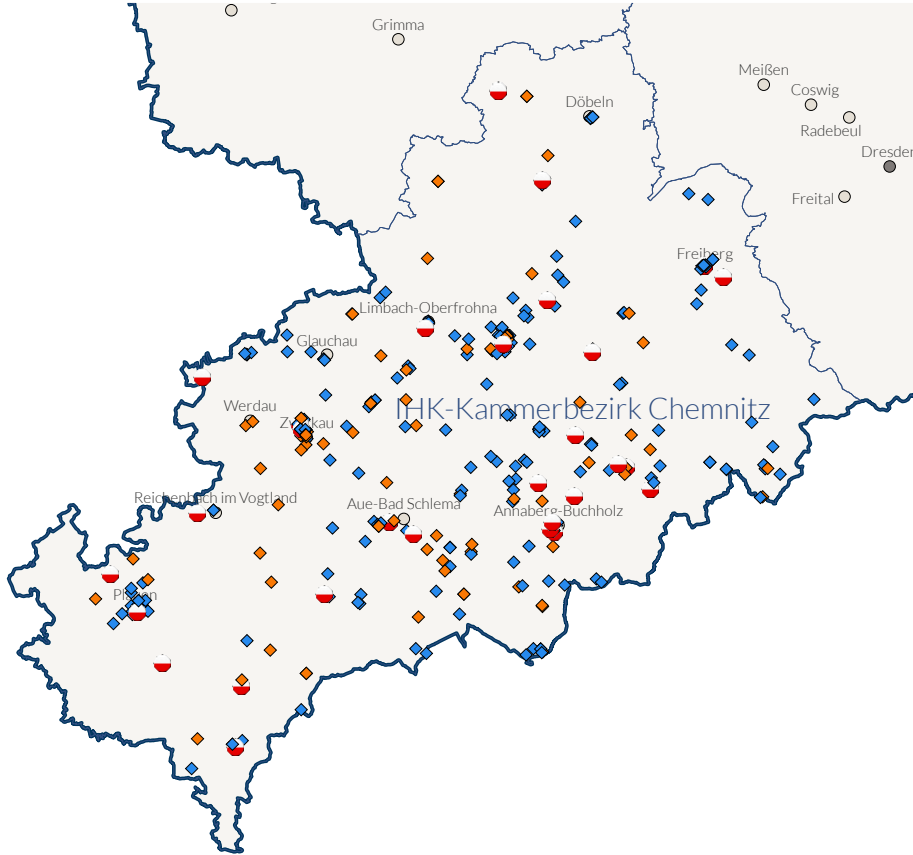 Grimma
Meißen
Coswig
Döbeln
Radebeul
Dresden
Freital
Freiberg
Limbach-Oberfrohna
Glauchau
Werdau
IHK-Kammerbezirk Chemnitz
Zwickau
Reichenbach im Vogtland
Aue-Bad Schlema
Annaberg-Buchholz
Plauen